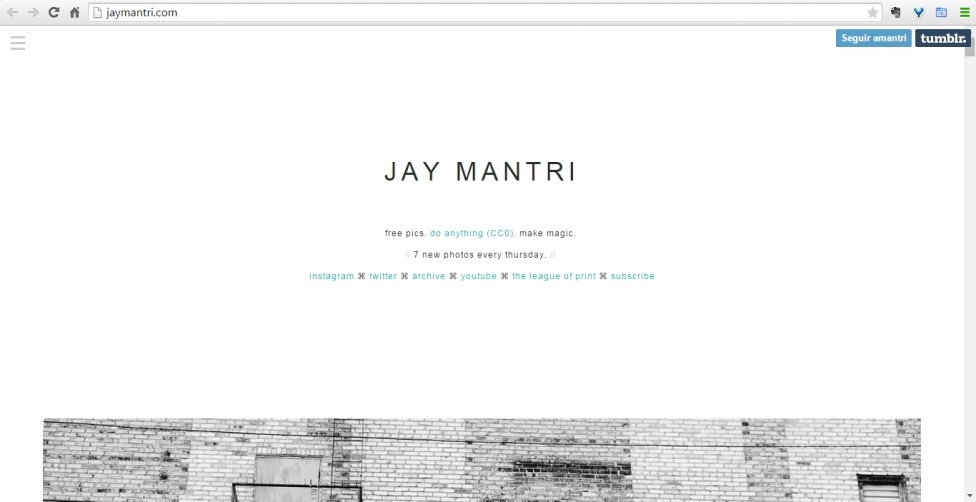 jaymantri.com
Seguir amantri tumblr.
JAY MANTRI
free pics. do anything (CC0). make magic.
// 7 new photos every thursday. //
instagram ⌘ twitter ⌘ archive ⌘ youtube ⌘ the league of print ⌘ subscribe